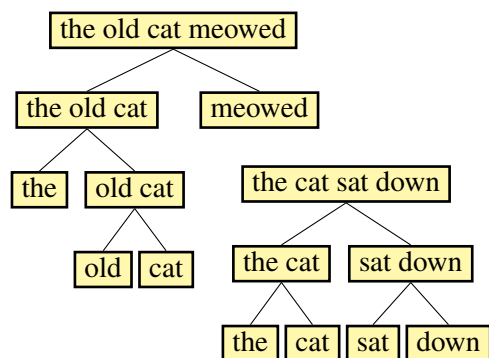 the old cat meowed
the old cat
meowed
the
old cat
old
cat
the cat sat down
the cat
sat down
the
cat
sat
down